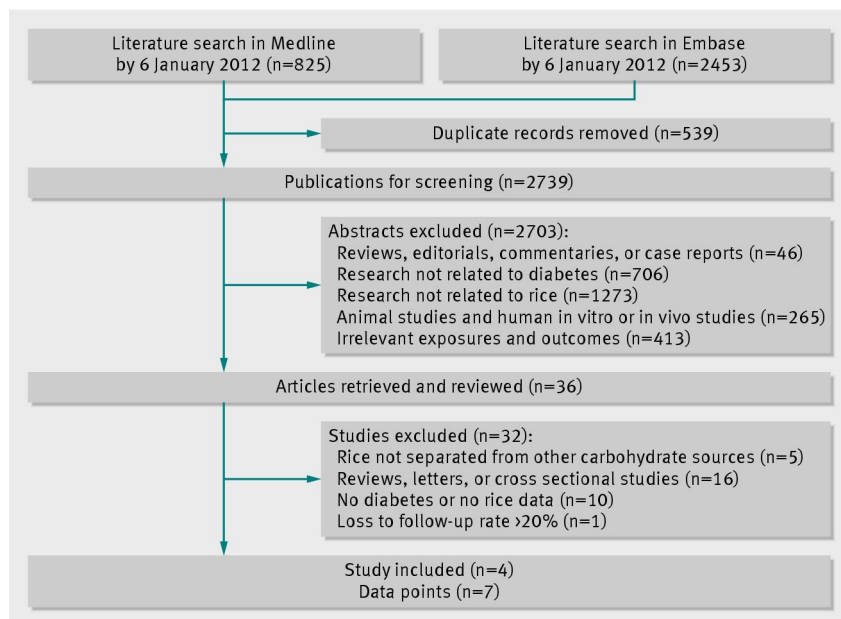 Literature search in Medline
by 6 January 2012 (n=825)
Literature search in Embase
by 6 January 2012 (n=2453)
Duplicate records removed (n=539)
Publications for screening (n=2739)
Abstracts excluded (n=2703):
Reviews, editorials, commentaries, or case reports (n=46)
Research not related to diabetes (n=706)
Research not related to rice (n=1273)
Animal studies and human in vitro or in vivo studies (n=265)
Irrelevant exposures and outcomes (n=413)
Articles retrieved and reviewed (n=36)
Studies excluded (n=32):
Rice not separated from other carbohydrate sources (n=5)
Reviews, letters, or cross sectional studies (n=16)
No diabetes or no rice data (n=10)
Loss to follow-up rate >20% (n=1)
Study included (n=4)
Data points (n=7)